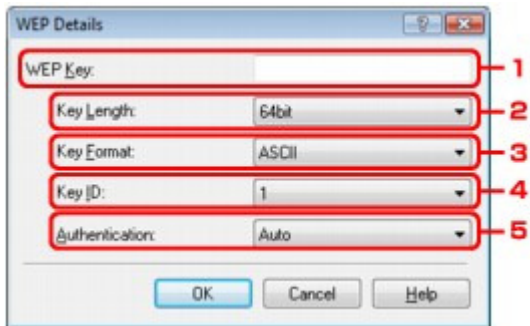 WEP Details
WEP Key: 1
Key Length: 64bit 2
Key Format: ASCII 3
Key ID: 1 4
Authentication: Auto 5
OK Cancel Help